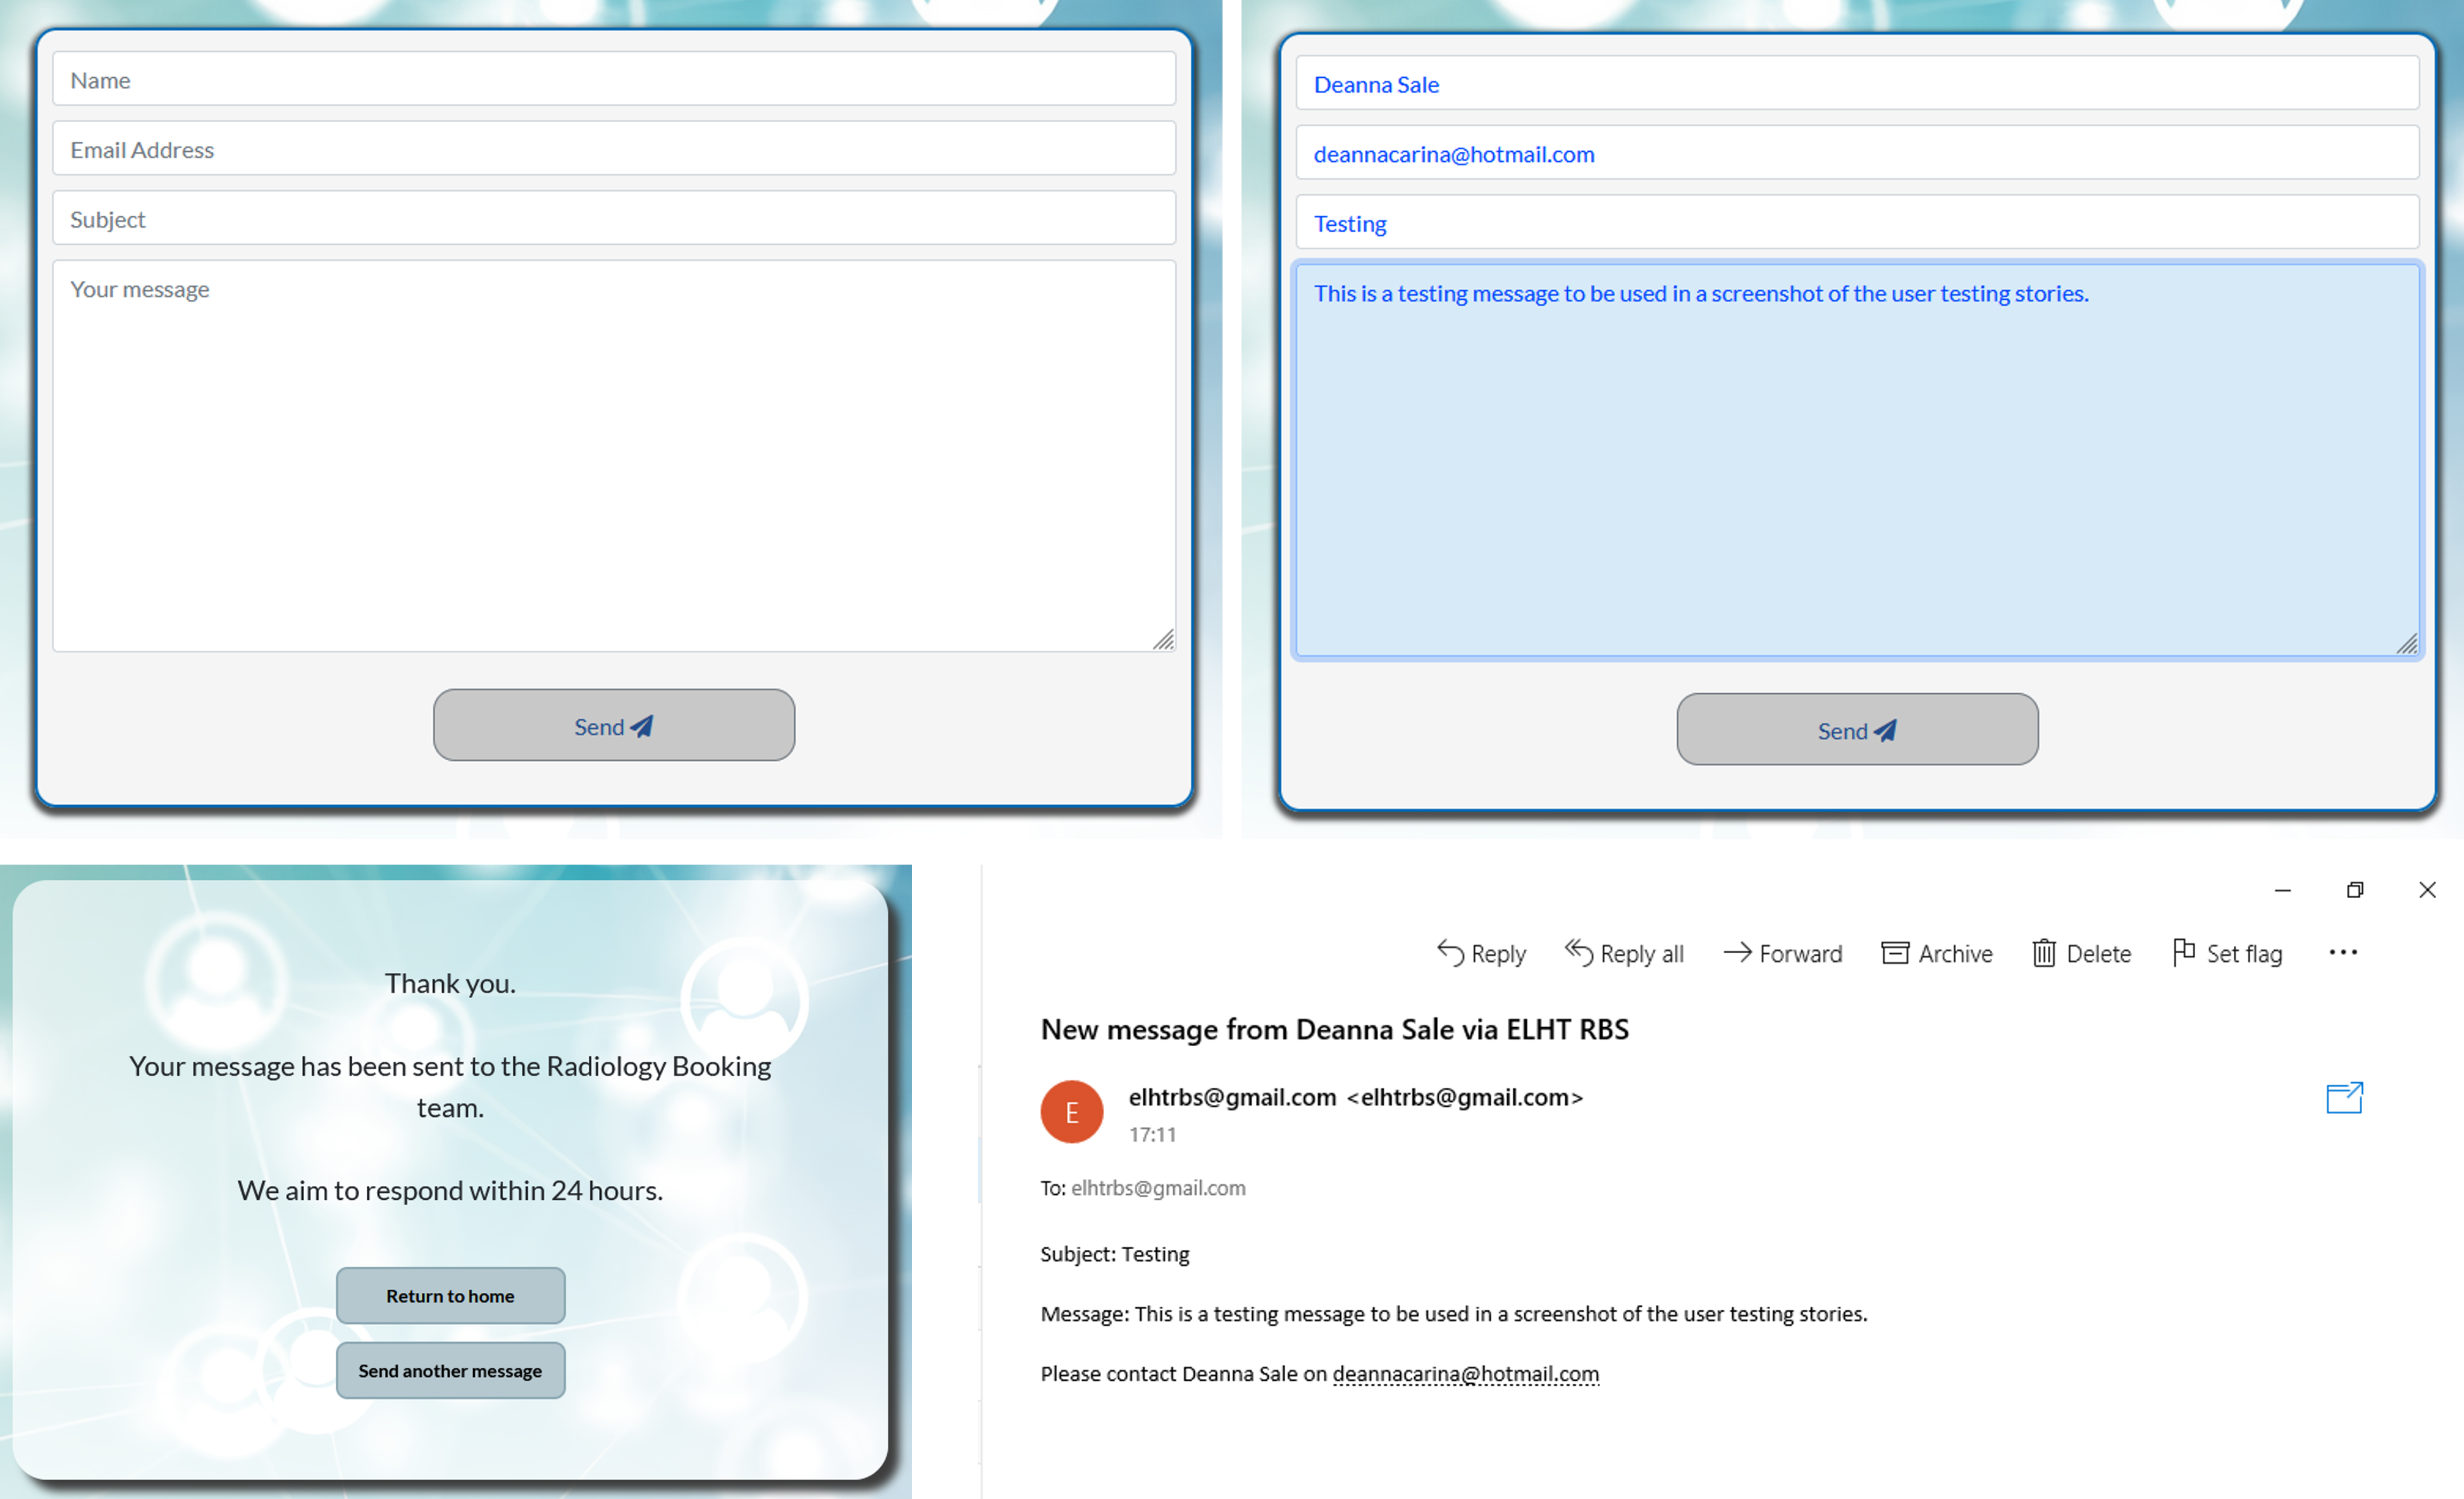 Name
Email Address
Subject
Your message
Send
Deanna Sale
deannacarina@hotmail.com
Testing
This is a testing message to be used in a screenshot of the user testing stories.
Send
Thank you.
Your message has been sent to the Radiology Booking
team.
We aim to respond within 24 hours.
Return to home
Send another message
Reply Reply all Forward Archive Delete Set flag
New message from Deanna Sale via ELHT RBS
E
elhtrbs@gmail.com <elhtrbs@gmail.com>
17:11
To: elhtrbs@gmail.com
Subject: Testing
Message: This is a testing message to be used in a screenshot of the user testing stories.
Please contact Deanna Sale on deannacarina@hotmail.com